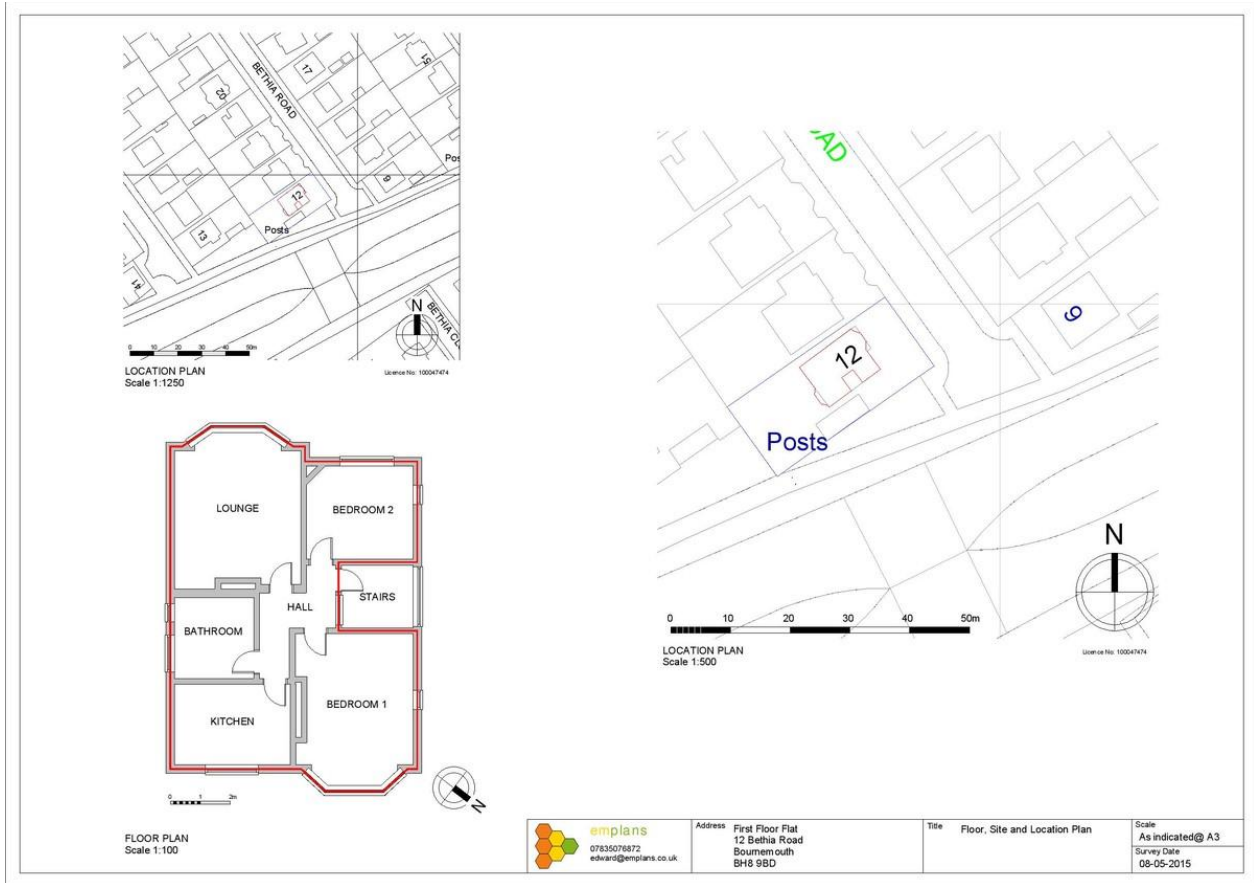 BETHIA ROAD
17
51
20
Pos
9
12
Posts
13
41
BETHIA CL
N
0 10 20 30 40 50m
LOCATION PLAN
Scale 1:1250
Licence No: 100047474
OAD
9
12
Posts
N
0 10 20 30 40 50m
LOCATION PLAN
Scale 1:500
Licence No: 100047474
LOUNGE
BEDROOM 2
STAIRS
HALL
BATHROOM
BEDROOM 1
KITCHEN
0 1 2m
N
FLOOR PLAN
Scale 1:100
emplans
07835076872
edward@emplans.co.uk
Address
First Floor Flat
12 Bethia Road
Bournemouth
BH8 9BD
Title
Floor, Site and Location Plan
Scale
As indicated@ A3
Survey Date
08-05-2015